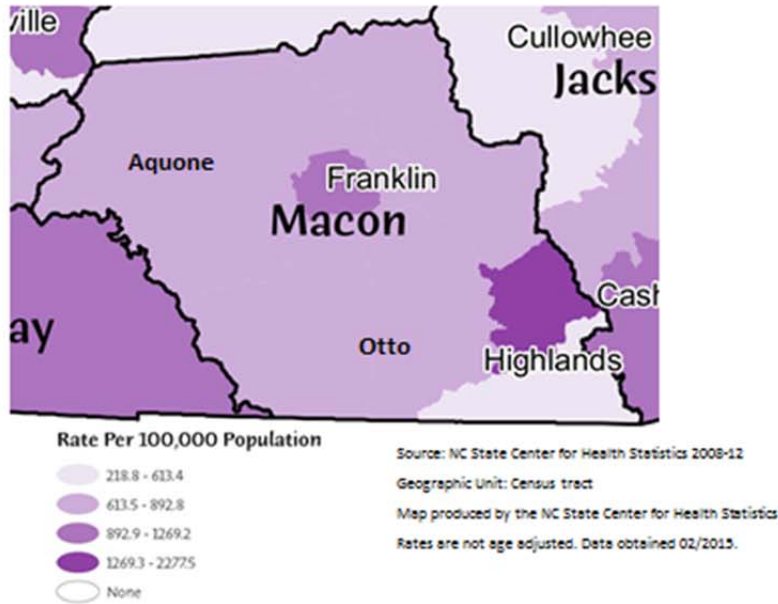 ville
Cullowhee
Jacks
Aquone
Franklin
Macon
Cash
ay
Otto
Highlands
Rate Per 100,000 Population
218.8 - 613.4
613.5 - 892.8
892.9 - 1269.2
1269.3 - 2277.5
None
Source: NC State Center for Health Statistics 2008-12
Geographic Unit: Census tract
Map produced by the NC State Center for Health Statistics
Rates are not age adjusted. Data obtained 02/2015.